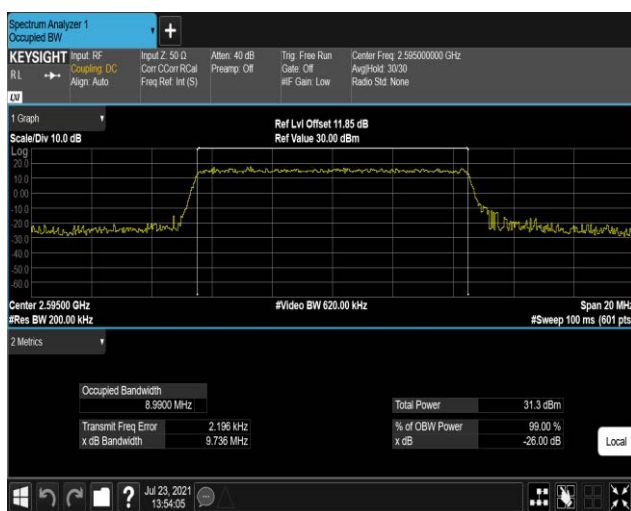 Spectrum Analyzer 1
Occupied BW
KEYSIGHT
RL
LXI
Input: RF
Coupling: DC
Align: Auto
Input Z: 50 Ω
Corr CCorr RCal
Freq Ref: Int (S)
Atten: 40 dB
Preamp: Off
Trig: Free Run
Gate: Off
#IF Gain: Low
Center Freq: 2.595000000 GHz
Avg|Hold: 30/30
Radio Std: None
1 Graph
Scale/Div 10.0 dB
Ref Lvl Offset 11.85 dB
Ref Value 30.00 dBm
Log
20.0
10.0
0.00
-10.0
-20.0
-30.0
-40.0
-50.0
-60.0
Center 2.59500 GHz
#Res BW 200.00 kHz
#Video BW 620.00 kHz
Span 20 MHz
#Sweep 100 ms (601 pts
2 Metrics
Occupied Bandwidth
8.9900 MHz
Transmit Freq Error 2.196 kHz
x dB Bandwidth 9.736 MHz
Total Power 31.3 dBm
% of OBW Power 99.00 %
x dB -26.00 dB
Local
?
Jul 23, 2021
13:54:05